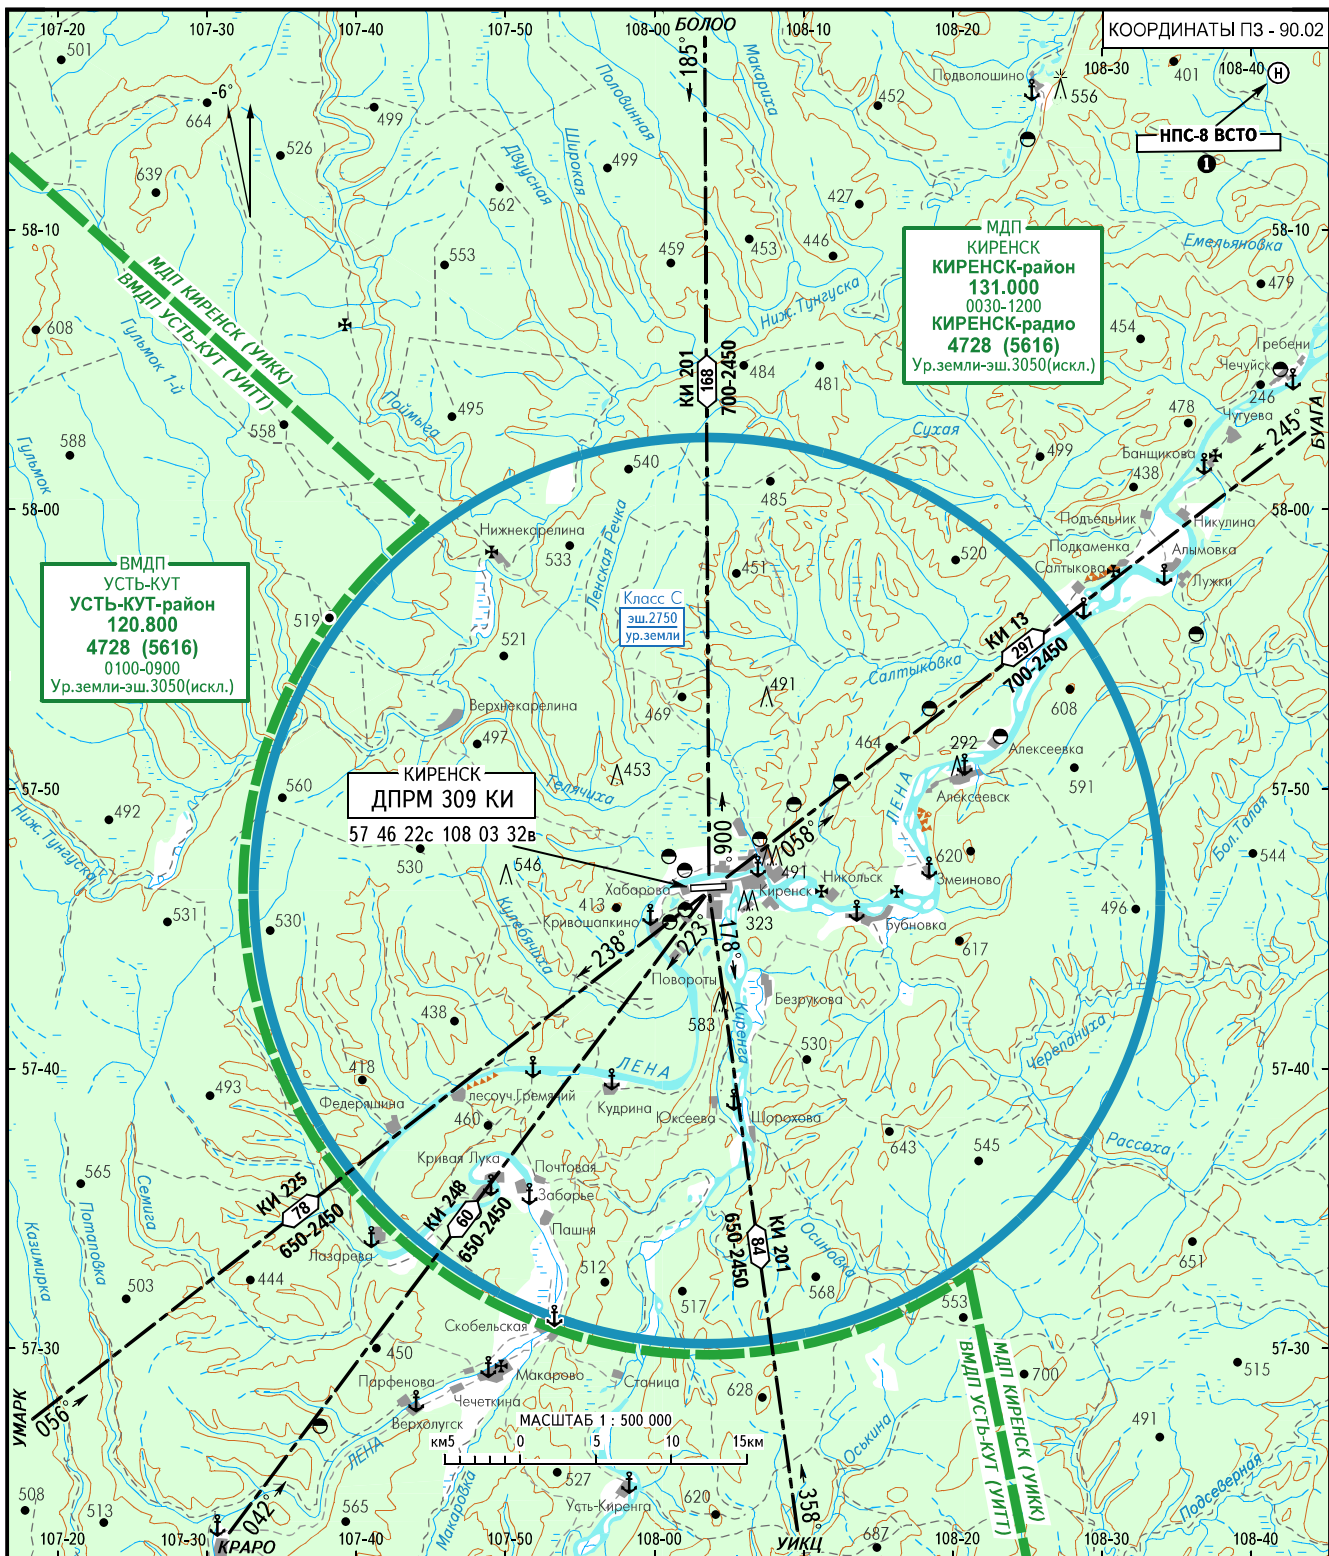 107-20
107-30
107-40
107-50
108-00
БОЛОО
108-10
108-20
КООРДИНАТЫ ПЗ - 90.02
108-30
401
108-40
Н
501
-6°
664
499
526
185°
Половинная
Макариха
452
Подволошино
556
НПС-8 ВСТО
1
639
Двуусная
Широкая
499
562
427
58-10
58-10
553
459
453
446
МДП
КИРЕНСК
КИРЕНСК-район
131.000
0030-1200
КИРЕНСК-радио
4728 (5616)
Ур.земли-эш.3050(искл.)
Емельяновка
479
МДП КИРЕНСК (УИКК)
ВМДП УСТЬ-КУТ (УИТТ)
608
Гульмок 1-й
Ниж.Тунгуска
454
Гребени
Чечуйск
246
КИ 201
168
700-2450
484
481
Поймыга
495
558
588
Гульмок
Сухая
499
478
Чугуева
245°
БУАГА
Банщикова
438
540
485
58-00
58-00
Нижнекарелина
533
Ленская Речка
451
520
Подъельник
Никулина
Подкаменка
Алымовка
Салтыкова
Лужки
ВМДП
УСТЬ-КУТ
УСТЬ-КУТ-район
120.800
4728 (5616)
0100-0900
Ур.земли-эш.3050(искл.)
519
Класс С
эш.2750
ур.земли
521
КИ 13
297
700-2450
Салтыковка
Верхнекарелина
469
491
608
497
464
292
Алексеевка
453
591
57-50
57-50
560
КИРЕНСК
ДПРМ 309 КИ
57 46 22с 108 03 32в
Телячиха
ЛЕНА
Алексеевск
492
Ниж. Тунгуска
Бол.Талая
544
530
546
006°
058°
620
Змеиново
Хабарова
491
Киренск
Никольск
413
Кривошапкино
323
Бубновка
496
531
530
Кулебячиха
238°
223°
178°
617
Повороты
Безрукова
583
Киренга
438
530
Черепаниха
57-40
57-40
418
493
ЛЕНА
лесоуч.Гремячий
Федеряшина
460
Кудрина
Юксеева
Шорохова
643
545
Рассоха
565
Потаповка
Семига
Казимирка
Кривая Лука
Почтовая
Заборье
Пашня
КИ 225
78
650-2450
КИ 248
60
650-2450
Лазарева
КИ 201
84
650-2450
Осиновка
651
503
444
512
517
568
553
Скобельская
57-30
57-30
450
Парфенова
Макарово
Чечеткина
Верхолугск
Станица
628
700
515
УМАРК
056°
МАСШТАБ 1 : 500 000
км5
0
5
10
15км
491
МДП КИРЕНСК (УИКК)
ВМДП УСТЬ-КУТ (УИТТ)
ЛЕНА
Макаровка
527
Усть-Киренга
620
Оськина
Подсеверная
508
513
042°
565
358°
687
107-20
107-30
КРАРО
107-40
107-50
108-00
УИКЦ
108-20
108-30
108-40